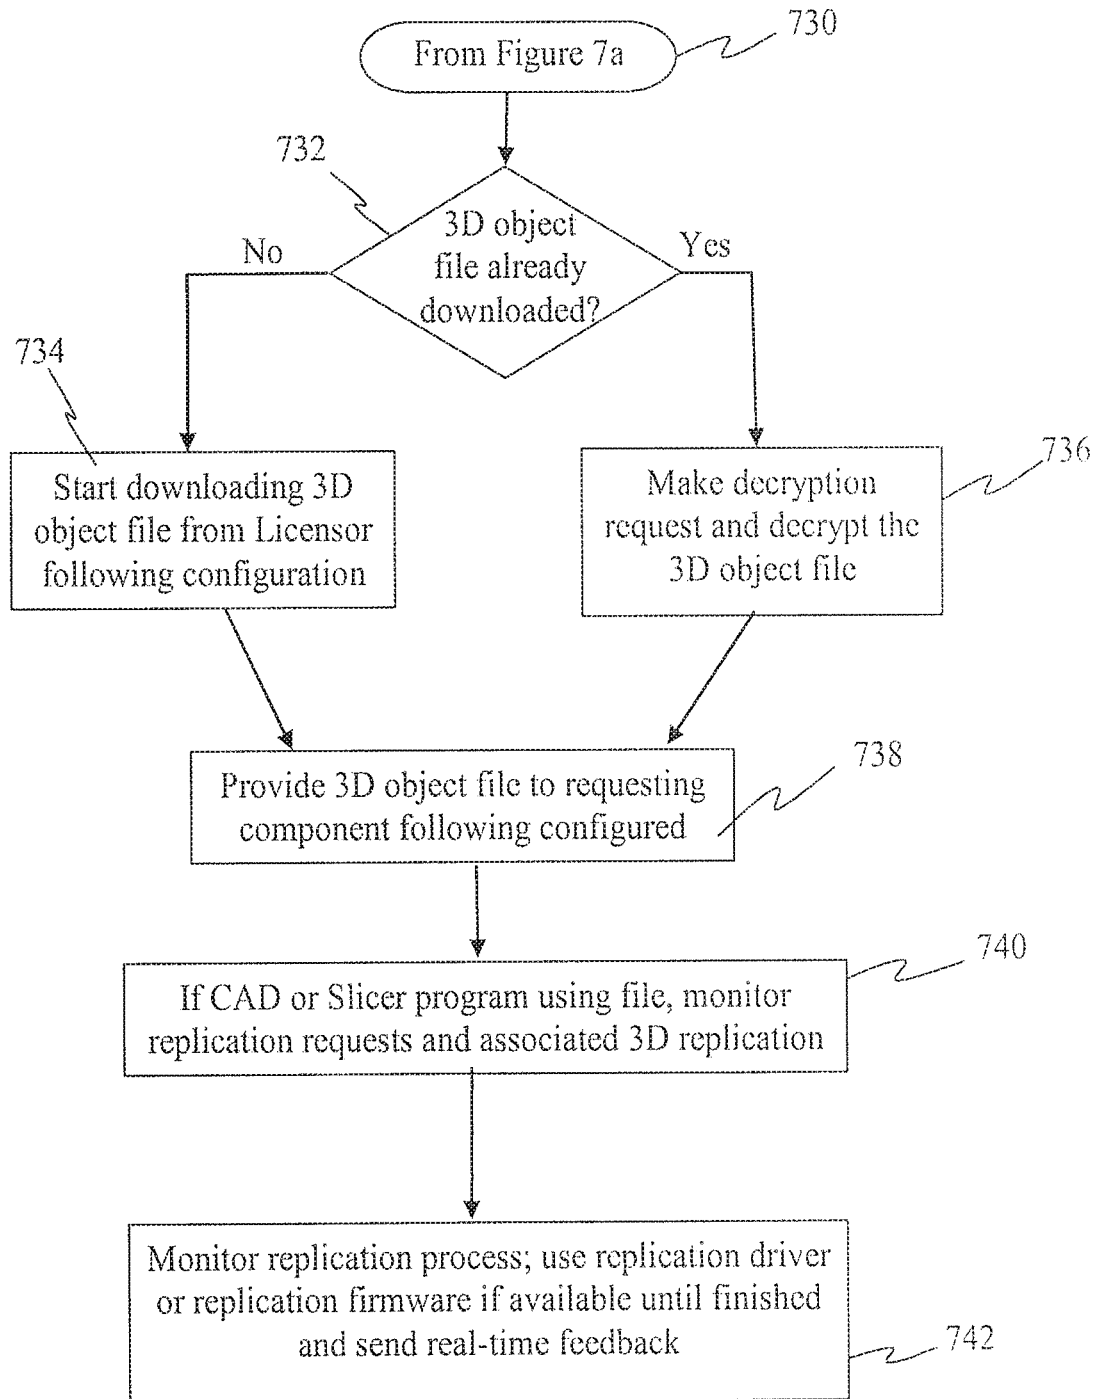 730
From Figure 7a
732
3D object
file already
downloaded?
No
Yes
734
Start downloading 3D
object file from Licensor
following configuration
736
Make decryption
request and decrypt the
3D object file
738
Provide 3D object file to requesting
component following configured
740
If CAD or Slicer program using file, monitor
replication requests and associated 3D replication
Monitor replication process; use replication driver
or replication firmware if available until finished
and send real-time feedback
742